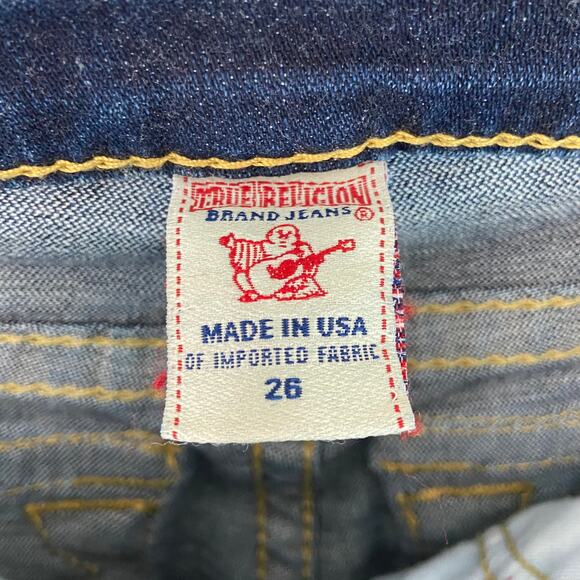 TRUE RELIGION
BRAND JEANS®
MADE IN USA
OF IMPORTED FABRIC
26